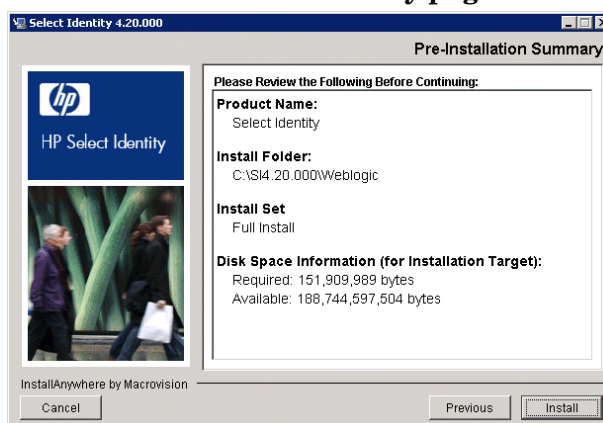 Select Identity 4.20.000
Pre-Installation Summary
hp
HP Select Identity
Please Review the Following Before Continuing:
Product Name:
Select Identity
Install Folder:
C:\SI4.20.000\Weblogic
Install Set
Full Install
Disk Space Information (for Installation Target):
Required: 151,909,989 bytes
Available: 188,744,597,504 bytes
InstallAnywhere by Macrovision
Cancel
Previous
Install